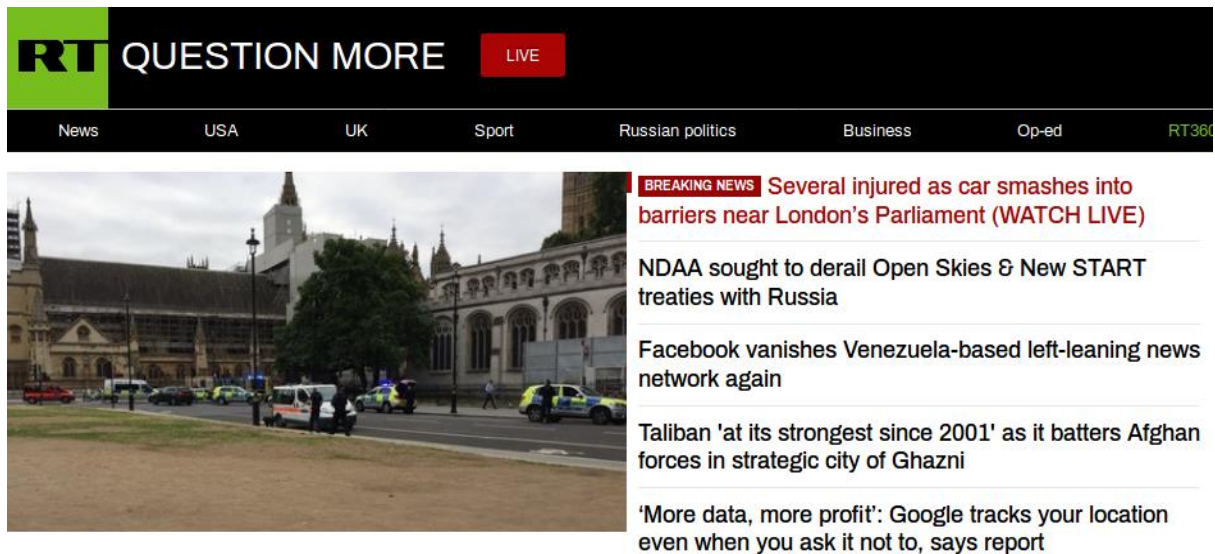 RT QUESTION MORE LIVE
News USA UK Sport Russian politics Business Op-ed RT360
BREAKING NEWS Several injured as car smashes into
barriers near London’s Parliament (WATCH LIVE)
NDAA sought to derail Open Skies & New START
treaties with Russia
Facebook vanishes Venezuela-based left-leaning news
network again
Taliban 'at its strongest since 2001' as it batters Afghan
forces in strategic city of Ghazni
‘More data, more profit’: Google tracks your location
even when you ask it not to, says report